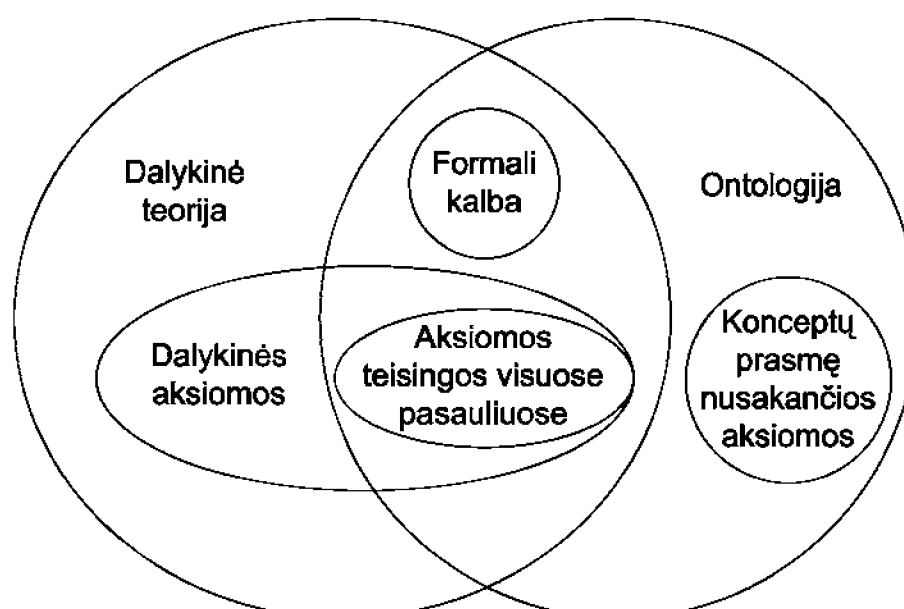 Dalykinė
teorija
Formali
kalba
Ontologija
Dalykinės
aksiomos
Aksiomos
teisingos visuose
pasauliuose
Konceptų
prasmę
nusakančios
aksiomos